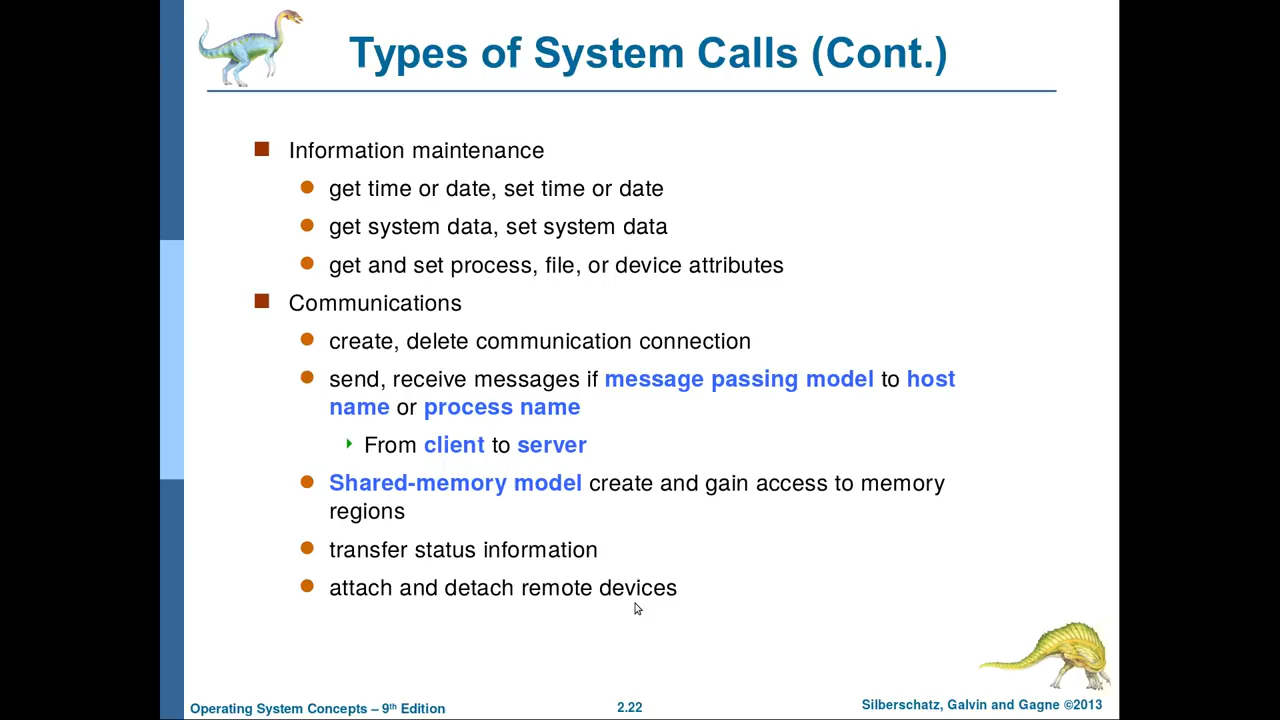 Types of System Calls (Cont.)
Information maintenance
get time or date, set time or date
get system data, set system data
get and set process, file, or device attributes
Communications
create, delete communication connection
send, receive messages if message passing model to host
name or process name
From client to server
Shared-memory model create and gain access to memory
regions
transfer status information
attach and detach remote devices
Operating System Concepts – 9th Edition
2.22
Silberschatz, Galvin and Gagne ©2013